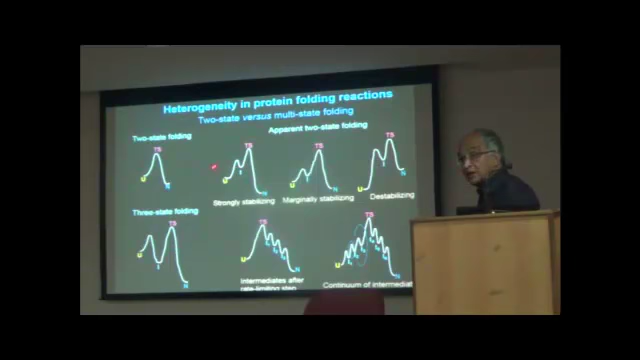 Heterogeneity in protein folding reactions
Two-state versus multi-state folding
Two-state folding
Apparent two-state folding
TS
TS
TS
TS
U
N
U
I
N
U
I
N
U
I
N
Strongly stabilizing
Marginally stabilizing
Destabilizing
Three-state folding
TS
TS
TS
U
I
N
U
N
U
N
Intermediates after
rate-limiting step
Continuum of intermediat